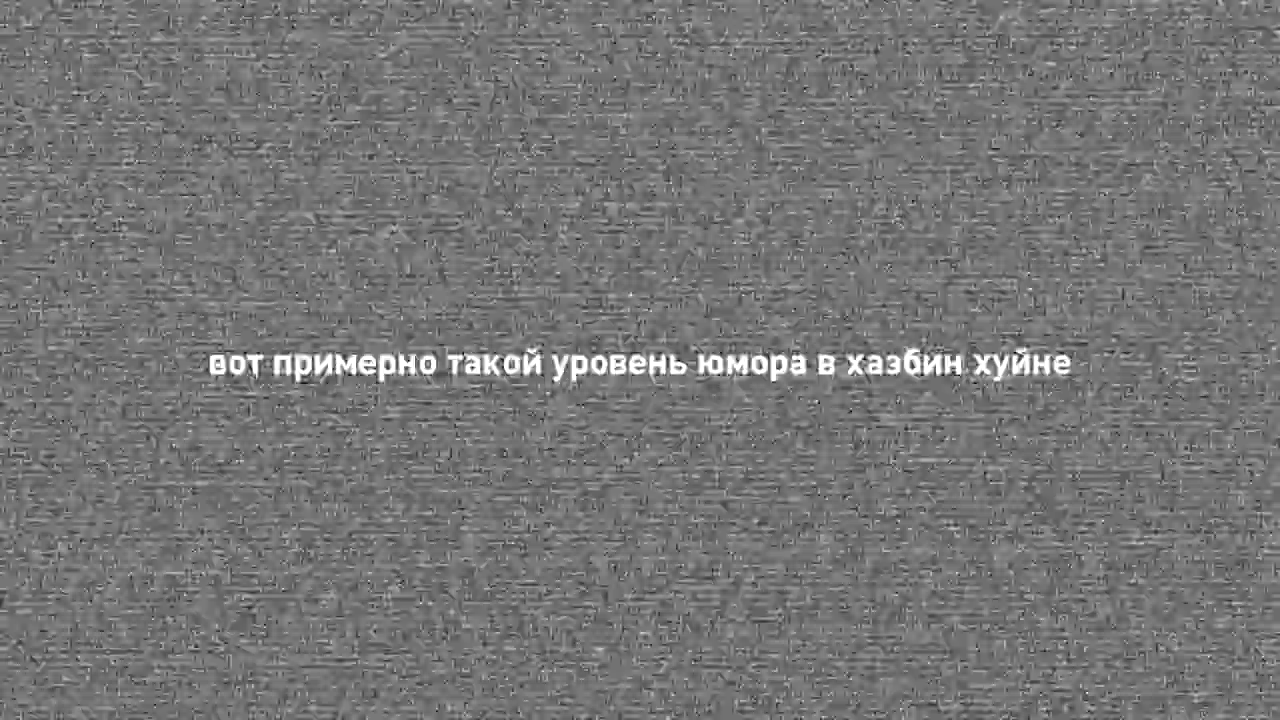 вот примерно такой уровень юмора в хазбин хуйне